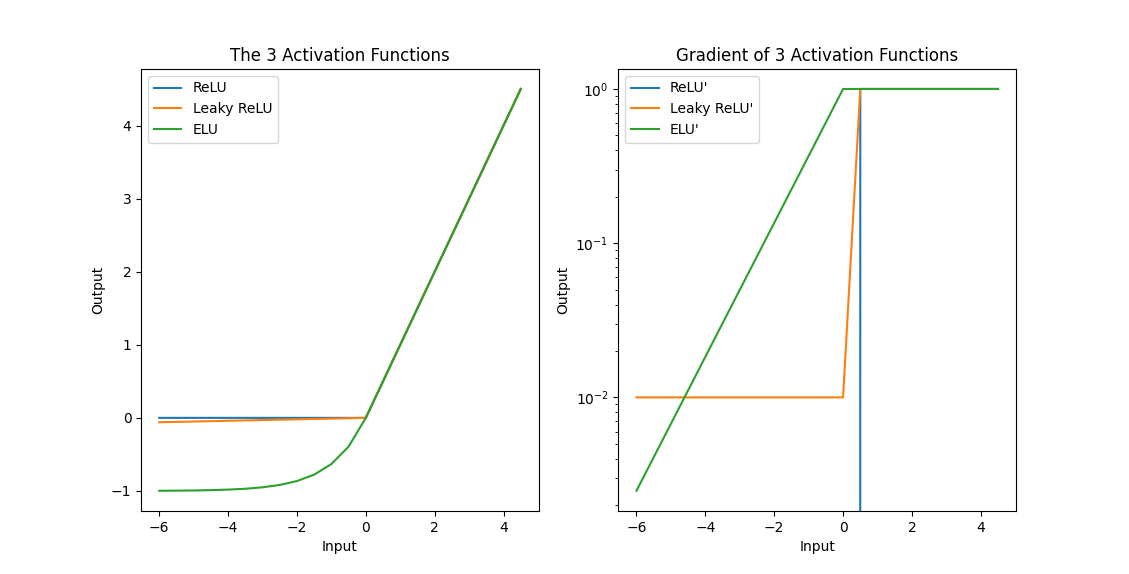 The 3 Activation Functions
ReLU
Leaky ReLU
ELU
Output
4
3
2
1
0
−1
−6
−4
−2
0
2
4
Input
Gradient of 3 Activation Functions
ReLU'
Leaky ReLU'
ELU'
Output
10⁰
10⁻¹
10⁻²
−6
−4
−2
0
2
4
Input